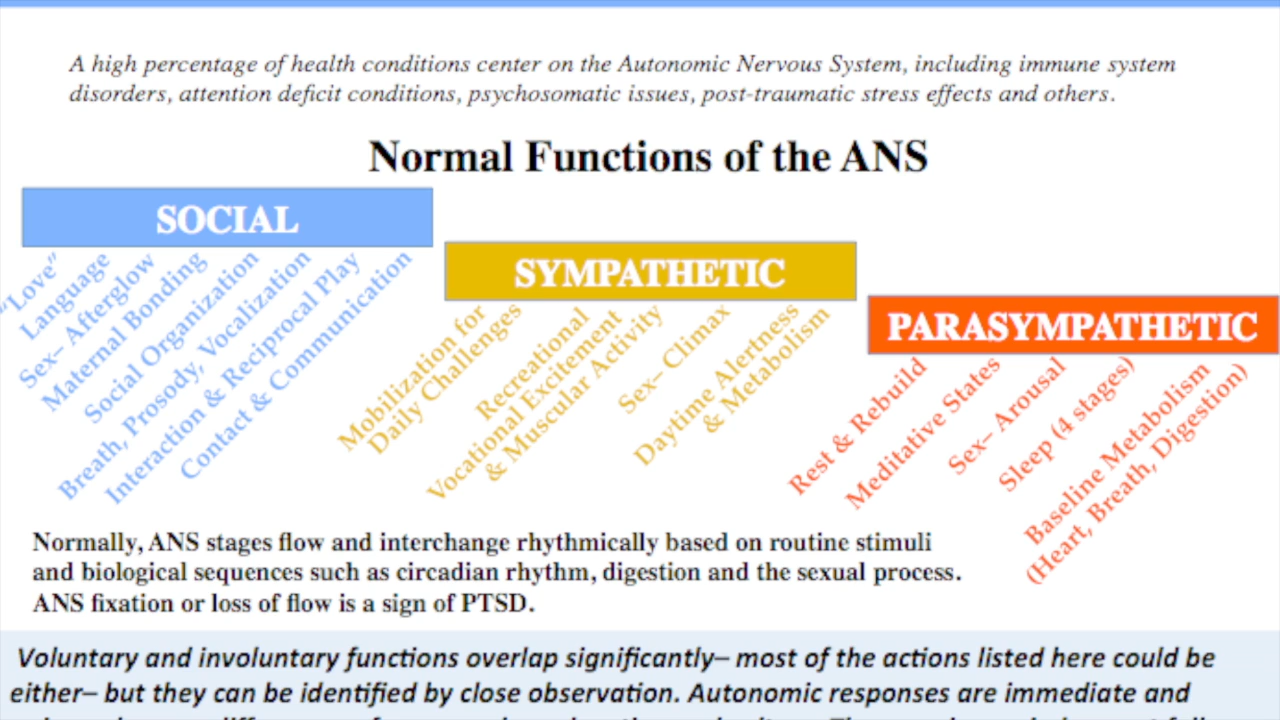 A high percentage of health conditions center on the Autonomic Nervous System, including immune system
disorders, attention deficit conditions, psychosomatic issues, post-traumatic stress effects and others.
Normal Functions of the ANS
SOCIAL
"Love"
Language
Sex– Afterglow
Maternal Bonding
Social Organization
Breath, Prosody, Vocalization
Interaction & Reciprocal Play
Contact & Communication
SYMPATHETIC
Mobilization for
Daily Challenges
Recreational
Vocational Excitement
& Muscular Activity
Sex– Climax
Daytime Alertness
& Metabolism
PARASYMPATHETIC
Rest & Rebuild
Meditative States
Sex– Arousal
Sleep (4 stages)
Baseline Metabolism
(Heart, Breath, Digestion)
Normally, ANS stages flow and interchange rhythmically based on routine stimuli
and biological sequences such as circadian rhythm, digestion and the sexual process.
ANS fixation or loss of flow is a sign of PTSD.
Voluntary and involuntary functions overlap significantly– most of the actions listed here could be
either– but they can be identified by close observation. Autonomic responses are immediate and